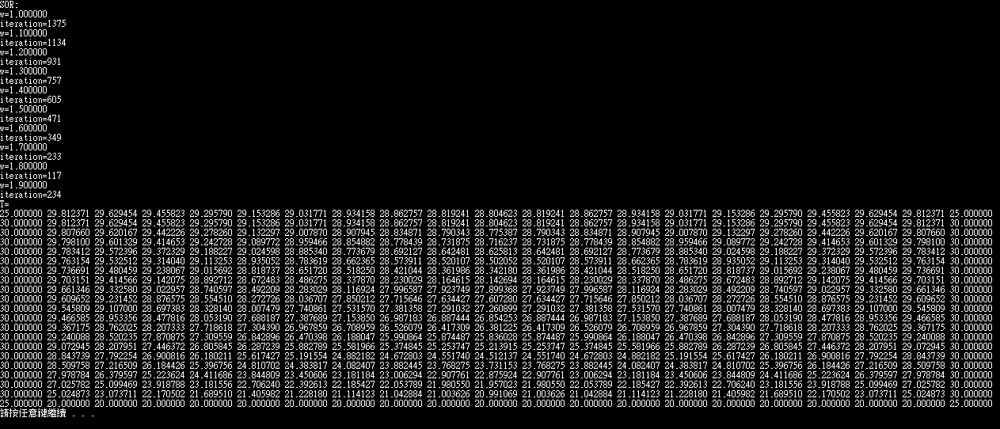 SOR:
w=1.000000
iteration=1375
w=1.100000
iteration=1134
w=1.200000
iteration=931
w=1.300000
iteration=757
w=1.400000
iteration=605
w=1.500000
iteration=471
w=1.600000
iteration=349
w=1.700000
iteration=233
w=1.800000
iteration=117
w=1.900000
iteration=234
T=
25.000000 29.812371 29.629454 29.455823 29.295790 29.153286 29.031771 28.934158 28.862757 28.819241 28.804623 28.819241 28.862757 28.934158 29.031771 29.153286 29.295790 29.455823 29.629454 29.812371 25.000000
30.000000 29.812371 29.629454 29.455823 29.295790 29.153286 29.031771 28.934158 28.862757 28.819241 28.804623 28.819241 28.862757 28.934158 29.031771 29.153286 29.295790 29.455823 29.629454 29.812371 30.000000
30.000000 29.807660 29.620167 29.442226 29.278260 29.132297 29.007870 28.907945 28.834871 28.790343 28.775387 28.790343 28.834871 28.907945 29.007870 29.132297 29.278260 29.442226 29.620167 29.807660 30.000000
30.000000 29.798100 29.601329 29.414653 29.242728 29.089772 28.959466 28.854882 28.778439 28.731875 28.716237 28.731875 28.778439 28.854882 28.959466 29.089772 29.242728 29.414653 29.601329 29.798100 30.000000
30.000000 29.783412 29.572396 29.372329 29.188227 29.024598 28.885340 28.773679 28.692127 28.642481 28.625813 28.642481 28.692127 28.773679 28.885340 29.024598 29.188227 29.372329 29.572396 29.783412 30.000000
30.000000 29.763154 29.532512 29.314040 29.113253 28.935052 28.783619 28.662365 28.573911 28.520107 28.502052 28.520107 28.573911 28.662365 28.783619 28.935052 29.113253 29.314040 29.532512 29.763154 30.000000
30.000000 29.736691 29.480459 29.238067 29.015692 28.818737 28.651720 28.518250 28.421044 28.361986 28.342180 28.361986 28.421044 28.518250 28.651720 28.818737 29.015692 29.238067 29.480459 29.736691 30.000000
30.000000 29.703151 29.414566 29.142075 28.892712 28.672483 28.486275 28.337870 28.230029 28.164615 28.142694 28.164615 28.230029 28.337870 28.486275 28.672483 28.892712 29.142075 29.414566 29.703151 30.000000
30.000000 29.661346 29.332580 29.022957 28.740507 28.492209 28.283029 28.116924 27.996587 27.923749 27.899368 27.923749 27.996587 28.116924 28.283029 28.492209 28.740507 29.022957 29.332580 29.661346 30.000000
30.000000 29.609652 29.231452 28.876575 28.554510 28.272726 28.036707 27.850212 27.715646 27.634427 27.607280 27.634427 27.715646 27.850212 28.036707 28.272726 28.554510 28.876575 29.231452 29.609652 30.000000
30.000000 29.545809 29.107000 28.697383 28.328140 28.007479 27.740861 27.531570 27.381358 27.291032 27.260899 27.291032 27.381358 27.531570 27.740861 28.007479 28.328140 28.697383 29.107000 29.545809 30.000000
30.000000 29.466585 28.953356 28.477816 28.053190 27.688187 27.387689 27.153850 26.987183 26.887444 26.854253 26.887444 26.987183 27.153850 27.387689 27.688187 28.053190 28.477816 28.953356 29.466585 30.000000
30.000000 29.367175 28.762025 28.207333 27.718618 27.304390 26.967859 26.708959 26.526079 26.417309 26.381225 26.417309 26.526079 26.708959 26.967859 27.304390 27.718618 28.207333 28.762025 29.367175 30.000000
30.000000 29.240088 28.520235 27.870875 27.309559 26.842896 26.470398 26.188047 25.990864 25.874487 25.836028 25.874487 25.990864 26.188047 26.470398 26.842896 27.309559 27.870875 28.520235 29.240088 30.000000
30.000000 29.072945 28.207951 27.446372 26.805845 26.287239 25.882789 25.581966 25.374845 25.253747 25.213915 25.253747 25.374845 25.581966 25.882789 26.287239 26.805845 27.446372 28.207951 29.072945 30.000000
30.000000 28.843739 27.792254 26.900816 26.180211 25.617427 25.191554 24.882182 24.672803 24.551740 24.512137 24.551740 24.672803 24.882182 25.191554 25.617427 26.180211 26.900816 27.792254 28.843739 30.000000
30.000000 28.509758 27.216509 26.184426 25.396756 24.810702 24.383817 24.082407 23.882445 23.768275 23.731153 23.768275 23.882445 24.082407 24.383817 24.810702 25.396756 26.184426 27.216509 28.509758 30.000000
30.000000 27.978784 26.379597 25.223624 24.411686 23.844809 23.450606 23.181184 23.006294 22.907761 22.875924 22.907761 23.006294 23.181184 23.450606 23.844809 24.411686 25.223624 26.379597 27.978784 30.000000
30.000000 27.025782 25.099469 23.918788 23.181556 22.706240 22.392613 22.185427 22.053789 21.980550 21.957023 21.980550 22.053789 22.185427 22.392613 22.706240 23.181556 23.918788 25.099469 27.025782 30.000000
30.000000 25.024873 23.073711 22.170502 21.689510 21.405982 21.228180 21.114123 21.042884 21.003626 20.991069 21.003626 21.042884 21.114123 21.228180 21.405982 21.689510 22.170502 23.073711 25.024873 30.000000
25.000000 20.000000 20.000000 20.000000 20.000000 20.000000 20.000000 20.000000 20.000000 20.000000 20.000000 20.000000 20.000000 20.000000 20.000000 20.000000 20.000000 20.000000 20.000000 20.000000 25.000000
請按任意鍵繼續 . . .